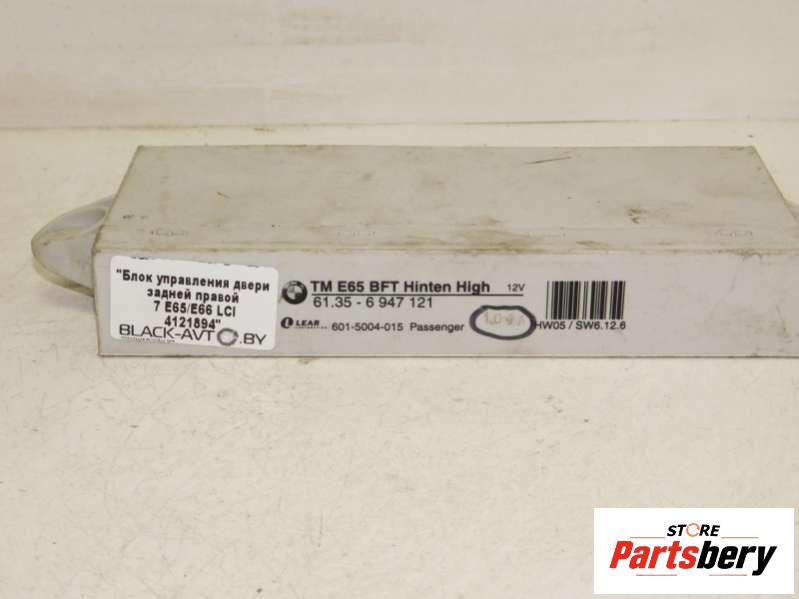 "Блок управления двери
задней правой
7 E65/E66 LCI
4121894"
BLACK-AVTO.BY
TM E65 BFT Hinten High 12V
61.35 - 6 947 121
LEAR 601-5004-015 Passenger
HW05 / SW6.12.6
STORE
Partsbery